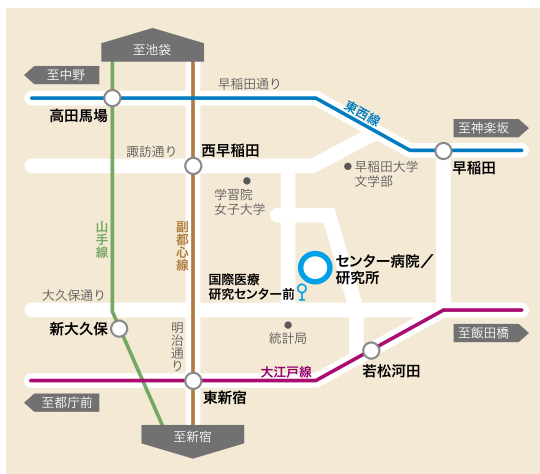 至池袋
至中野
早稲田通り
高田馬場
東西線
至神楽坂
諏訪通り
西早稲田
早稲田大学
文学部
早稲田
学習院
女子大学
山手線
副都心線
センター病院／
研究所
国際医療
研究センター前
大久保通り
新大久保
明治通り
統計局
至飯田橋
大江戸線
若松河田
至都庁前
東新宿
至新宿